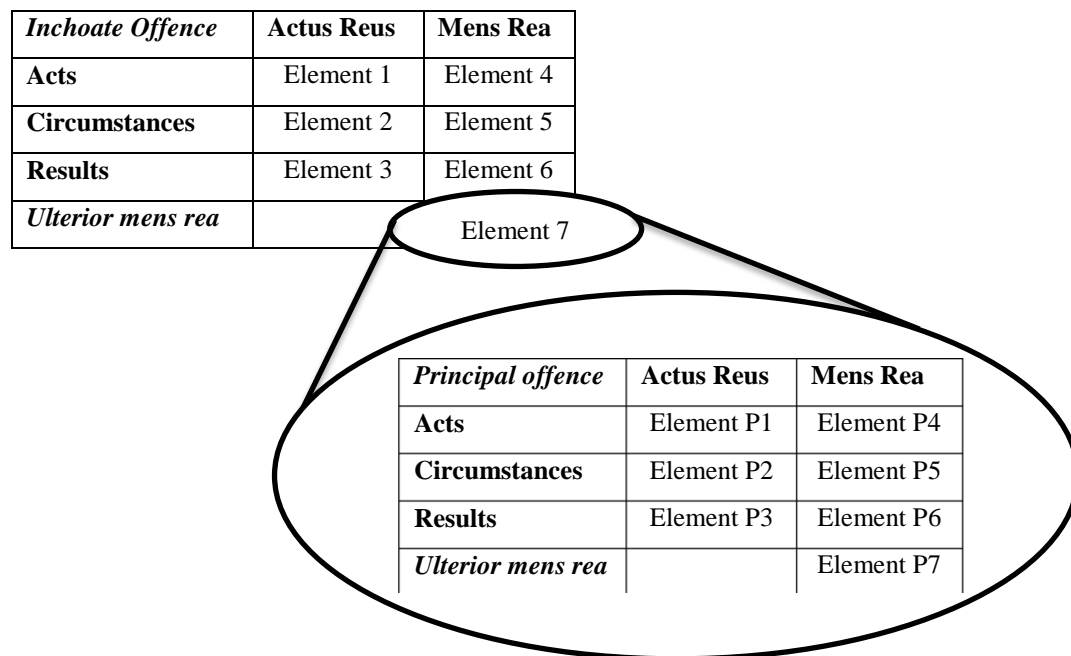 Inchoate Offence Actus Reus Mens Rea
Acts Element 1 Element 4
Circumstances Element 2 Element 5
Results Element 3 Element 6
Ulterior mens rea Element 7
Principal offence Actus Reus Mens Rea
Acts Element P1 Element P4
Circumstances Element P2 Element P5
Results Element P3 Element P6
Ulterior mens rea Element P7